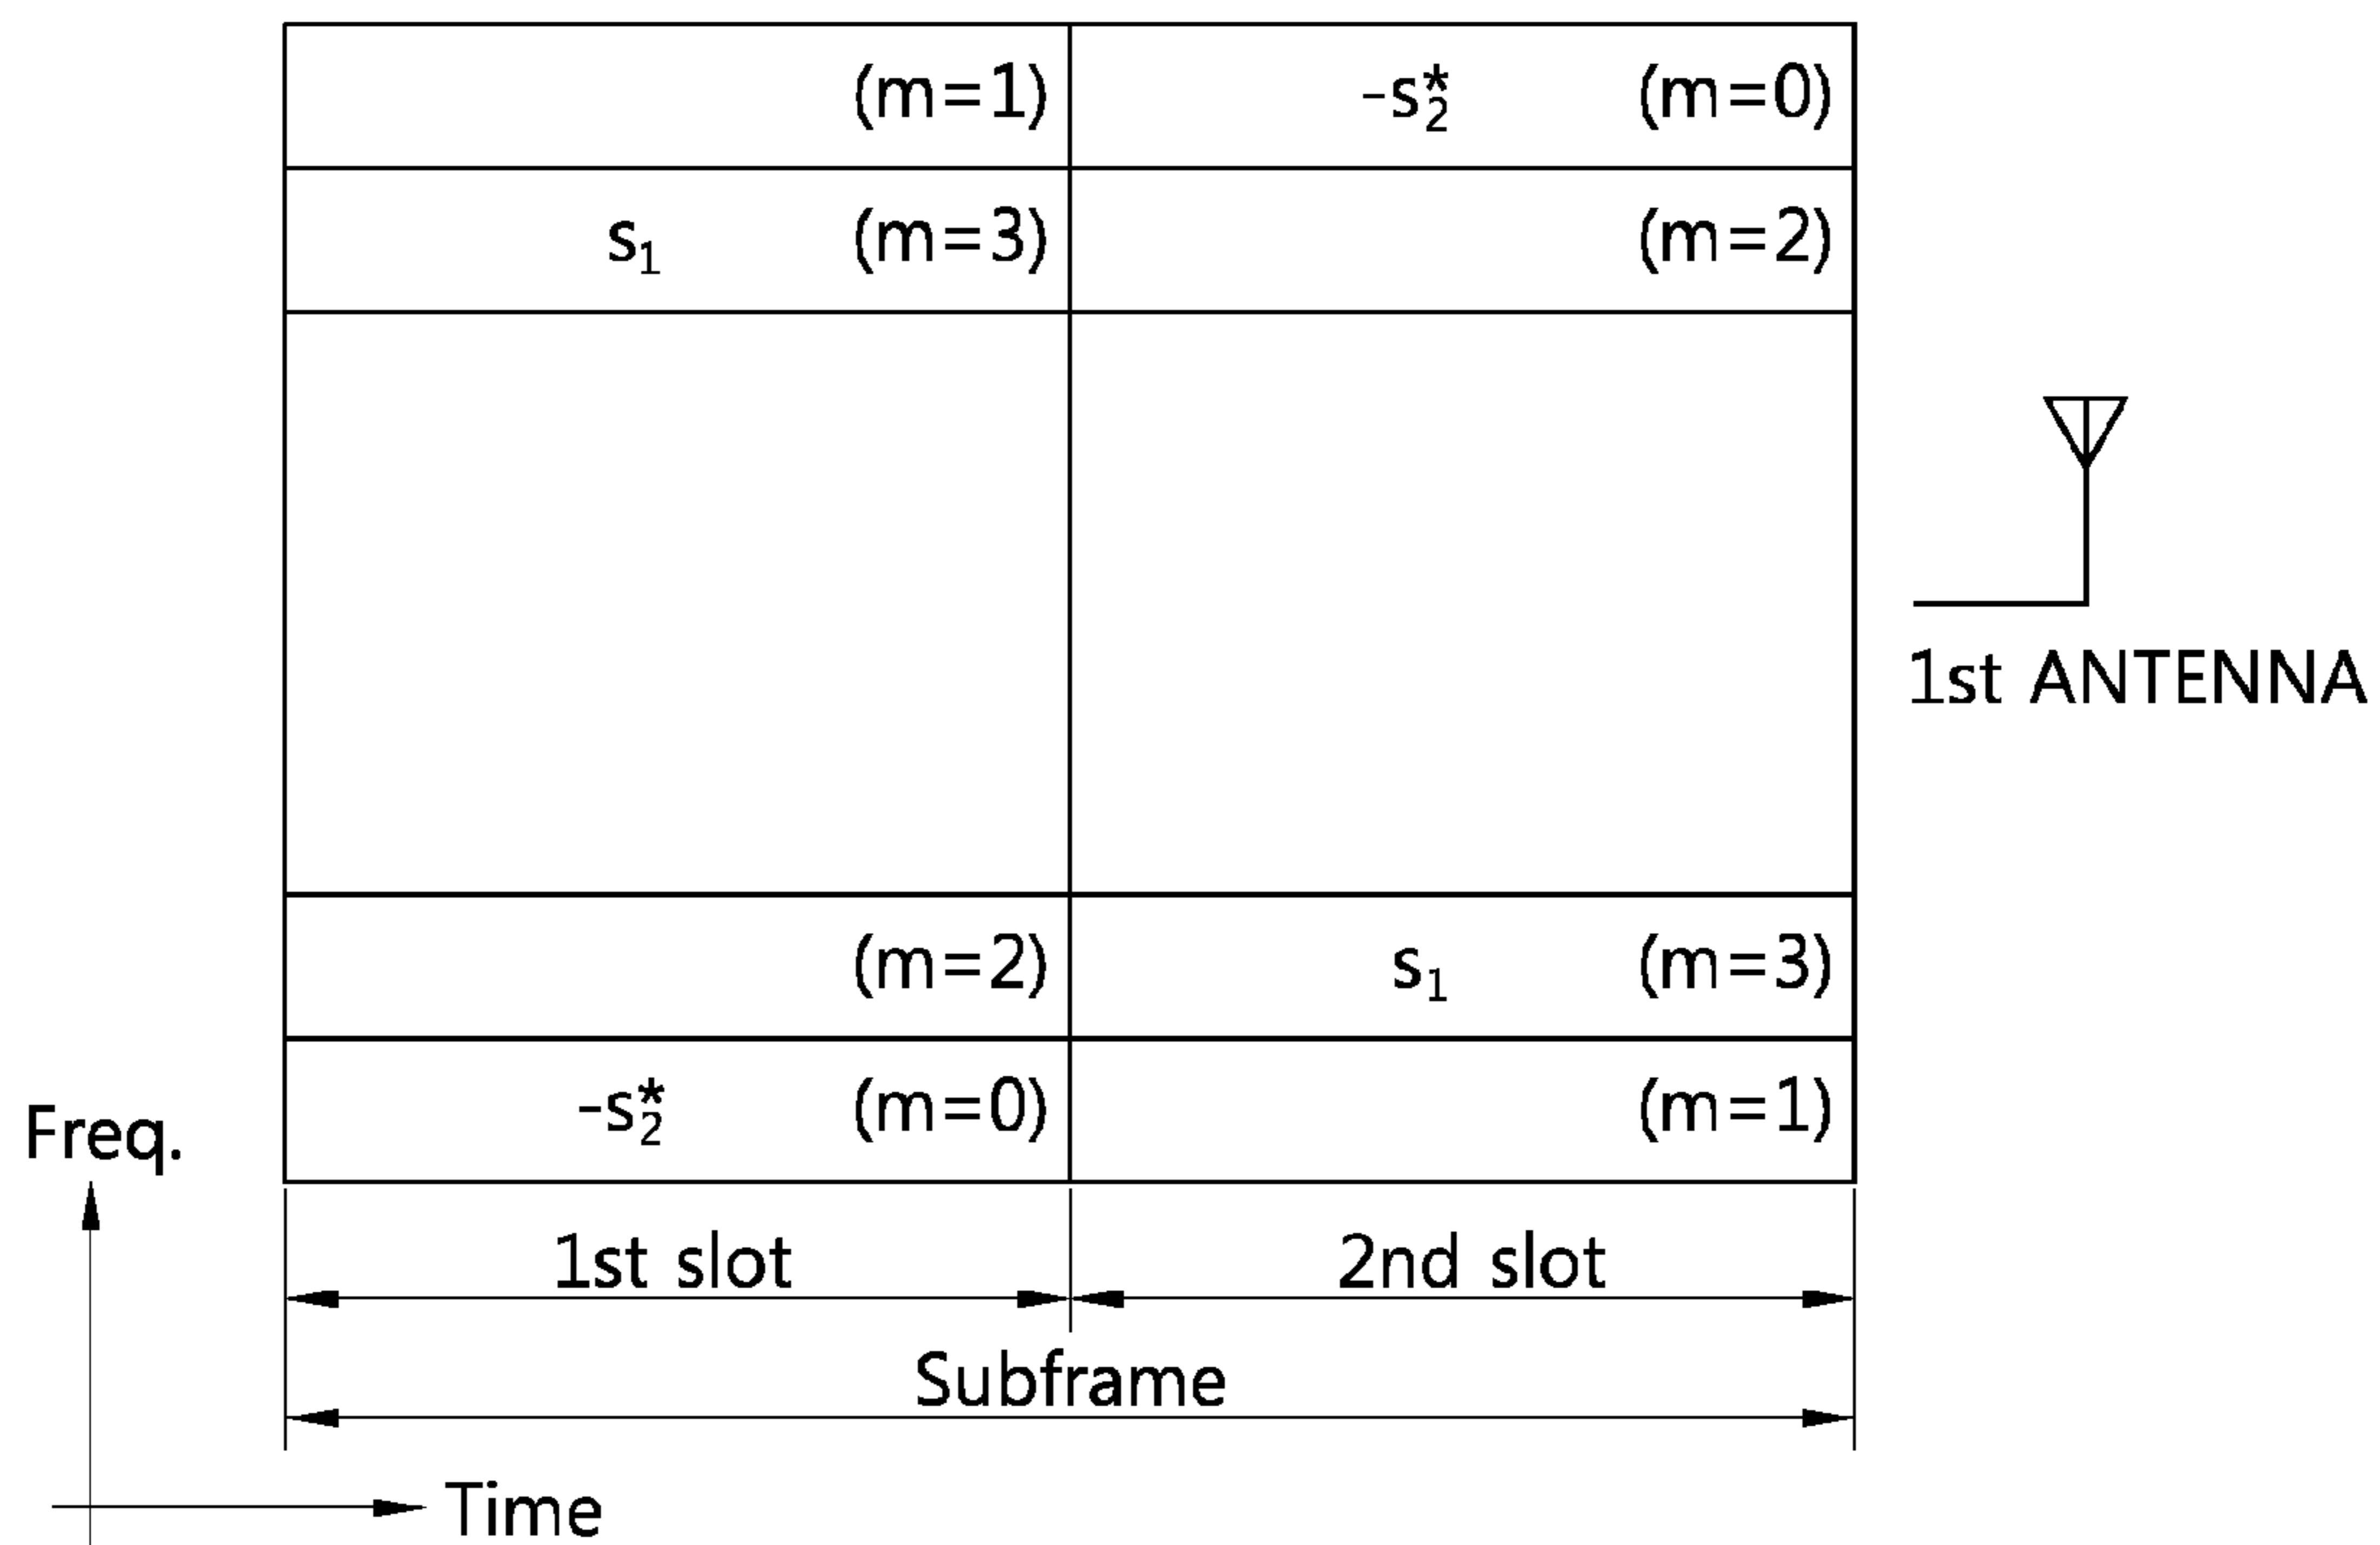 (m=1) -s₂* (m=0)
s₁ (m=3) (m=2)
1st ANTENNA
(m=2) s₁ (m=3)
-s₂* (m=0) (m=1)
Freq.
1st slot 2nd slot
Subframe
Time